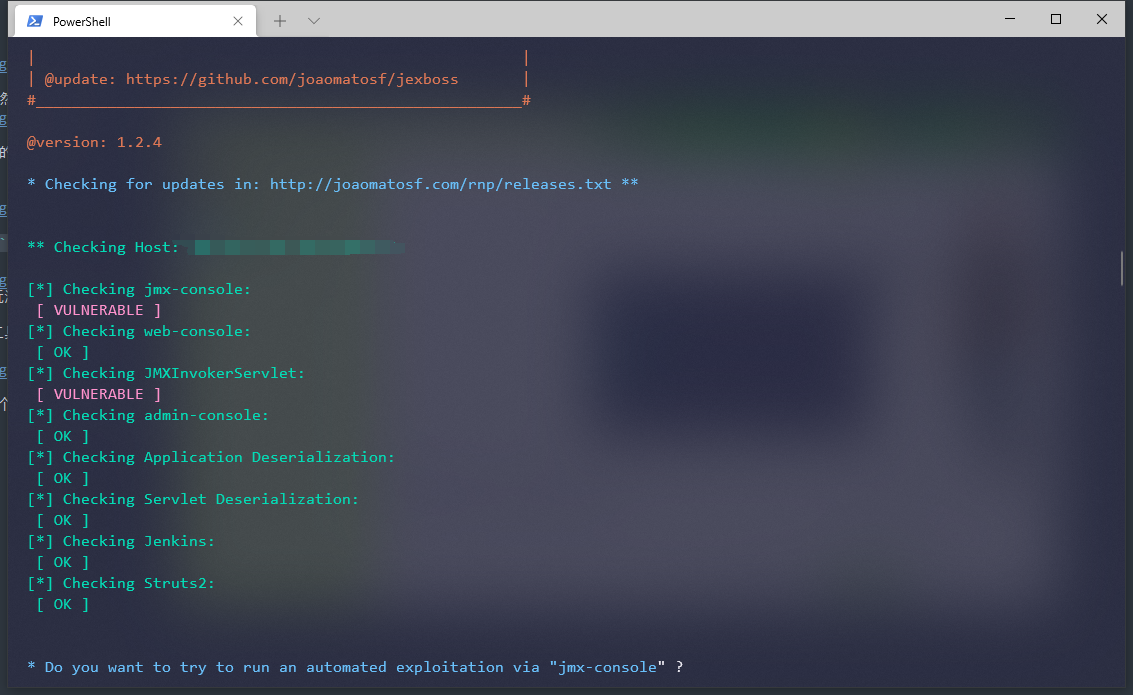 PowerShell
| |
| @update: https://github.com/joaomatosf/jexboss |
#______________________________________________________#
@version: 1.2.4
* Checking for updates in: http://joaomatosf.com/rnp/releases.txt **
** Checking Host:
[*] Checking jmx-console:
[ VULNERABLE ]
[*] Checking web-console:
[ OK ]
[*] Checking JMXInvokerServlet:
[ VULNERABLE ]
[*] Checking admin-console:
[ OK ]
[*] Checking Application Deserialization:
[ OK ]
[*] Checking Servlet Deserialization:
[ OK ]
[*] Checking Jenkins:
[ OK ]
[*] Checking Struts2:
[ OK ]
* Do you want to try to run an automated exploitation via "jmx-console" ?